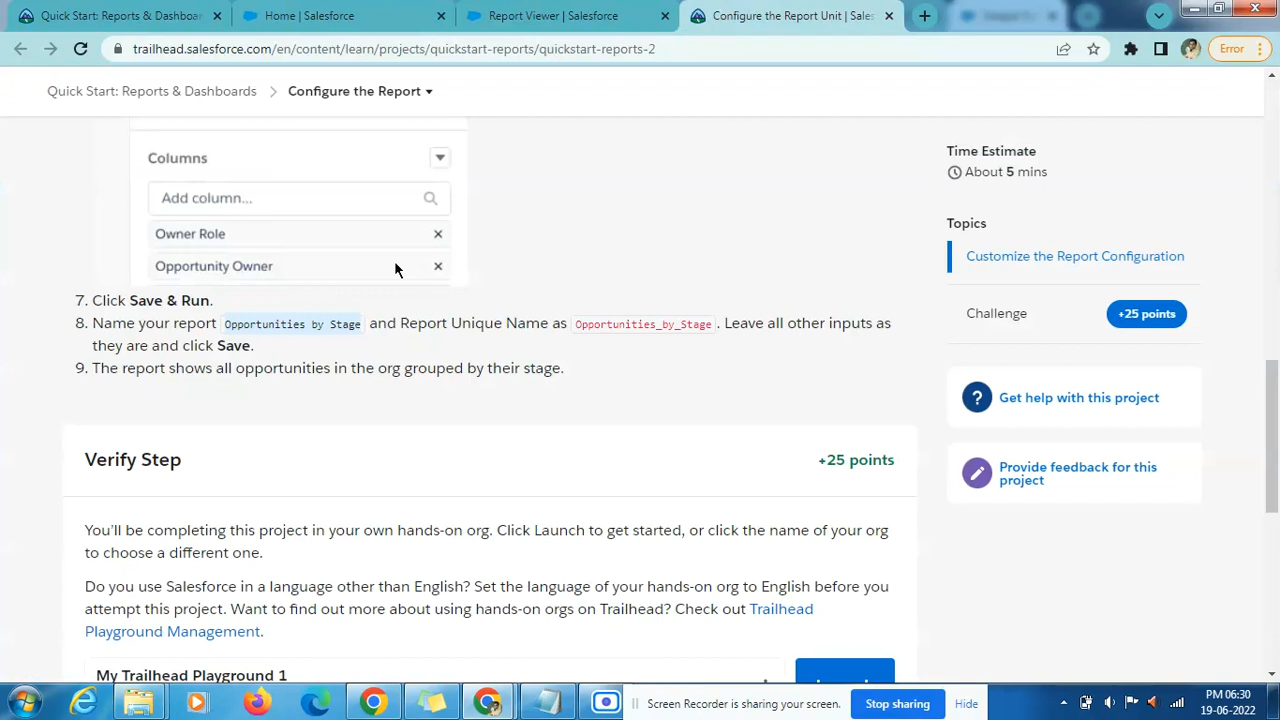 Quick Start: Reports & Dashboar
Home | Salesforce
Report Viewer | Salesforce
Configure the Report Unit | Sales
trailhead.salesforce.com/en/content/learn/projects/quickstart-reports/quickstart-reports-2
Error
Quick Start: Reports & Dashboards
Configure the Report
Columns
Add column...
Owner Role
Opportunity Owner
7. Click Save & Run.
8. Name your report Opportunities by Stage and Report Unique Name as Opportunities_by_Stage. Leave all other inputs as
they are and click Save.
9. The report shows all opportunities in the org grouped by their stage.
Verify Step
+25 points
You'll be completing this project in your own hands-on org. Click Launch to get started, or click the name of your org
to choose a different one.
Do you use Salesforce in a language other than English? Set the language of your hands-on org to English before you
attempt this project. Want to find out more about using hands-on orgs on Trailhead? Check out Trailhead
Playground Management.
My Trailhead Playground 1
Time Estimate
About 5 mins
Topics
Customize the Report Configuration
Challenge
+25 points
Get help with this project
Provide feedback for this
project
Screen Recorder is sharing your screen.
Stop sharing
Hide
PM 06:30
19-06-2022